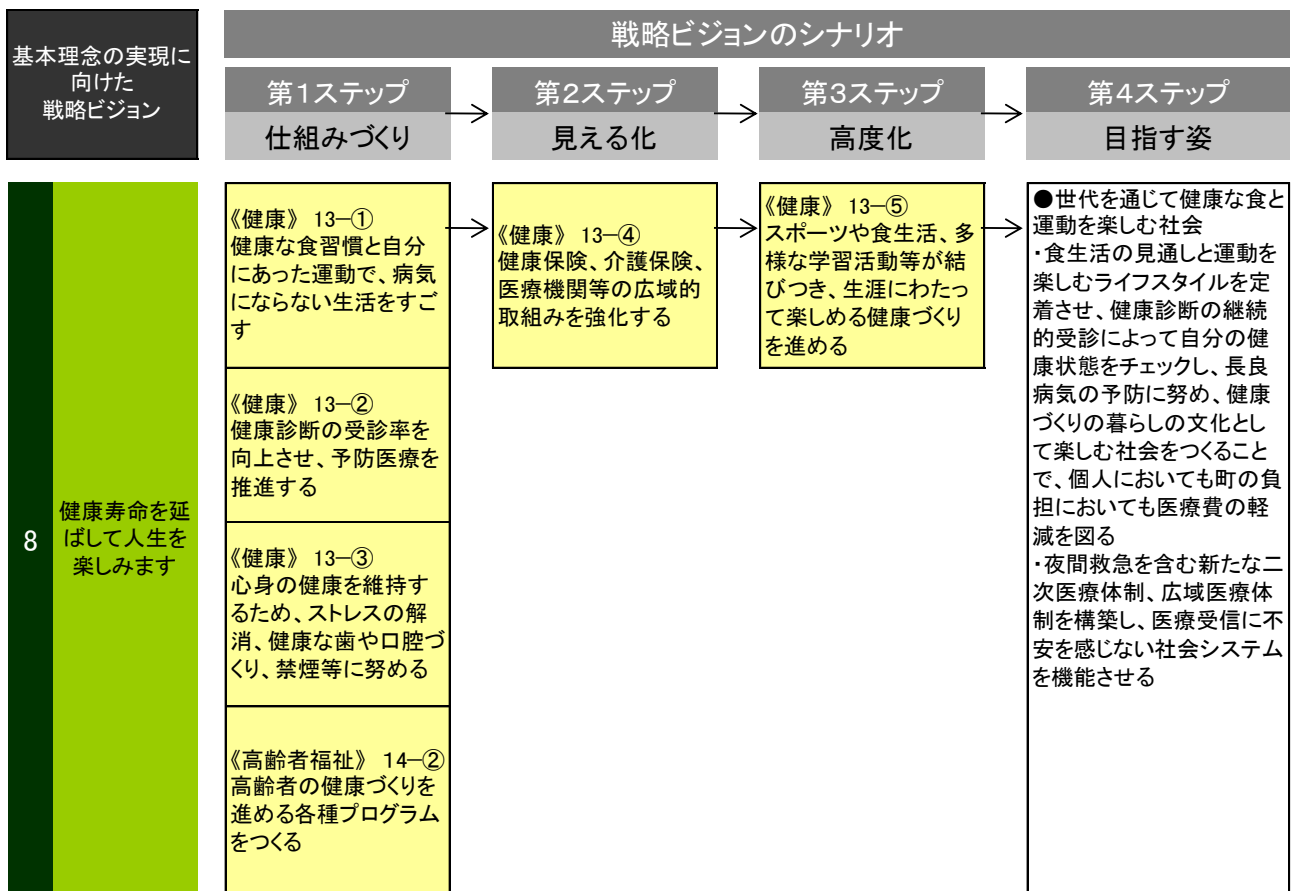 基本理念の実現に
向けた
戦略ビジョン
戦略ビジョンのシナリオ
第1ステップ
仕組みづくり
第2ステップ
見える化
第3ステップ
高度化
第4ステップ
目指す姿
8
健康寿命を延
ばして人生を
楽しみます
《健康》 13-①
健康な食習慣と自分
にあった運動で、病気
にならない生活をすご
す
《健康》 13-②
健康診断の受診率を
向上させ、予防医療を
推進する
《健康》 13-③
心身の健康を維持す
るため、ストレスの解
消、健康な歯や口腔づ
くり、禁煙等に努める
《高齢者福祉》 14-②
高齢者の健康づくりを
進める各種プログラム
をつくる
《健康》 13-④
健康保険、介護保険、
医療機関等の広域的
取組みを強化する
《健康》 13-⑤
スポーツや食生活、多
様な学習活動等が結
びつき、生涯にわたっ
て楽しめる健康づくり
を進める
●世代を通じて健康な食と
運動を楽しむ社会
・食生活の見通しと運動を
楽しむライフスタイルを定
着させ、健康診断の継続
的受診によって自分の健
康状態をチェックし、長良
病気の予防に努め、健康
づくりの暮らしの文化とし
て楽しむ社会をつくること
で、個人においても町の負
担においても医療費の軽
減を図る
・夜間救急を含む新たな二
次医療体制、広域医療体
制を構築し、医療受信に不
安を感じない社会システム
を機能させる